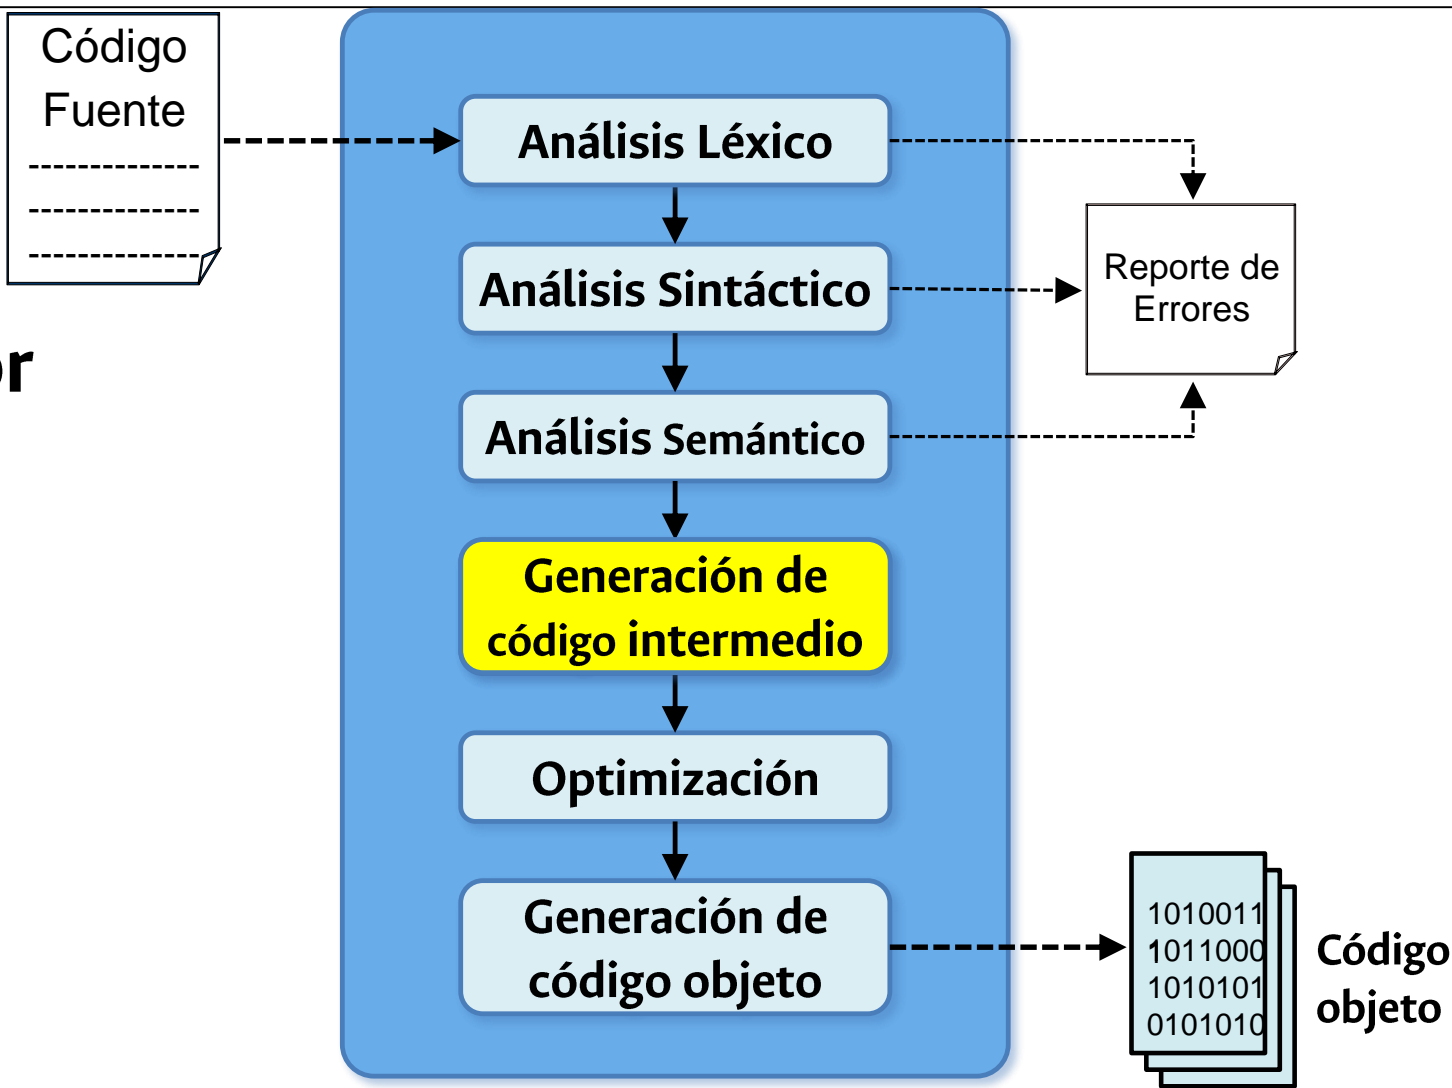 Código
Fuente
Análisis Léxico
Análisis Sintáctico
Reporte de
Errores
or
Análisis Semántico
Generación de
código intermedio
Optimización
Generación de
código objeto
1010011
1011000
1010101
0101010
Código
objeto